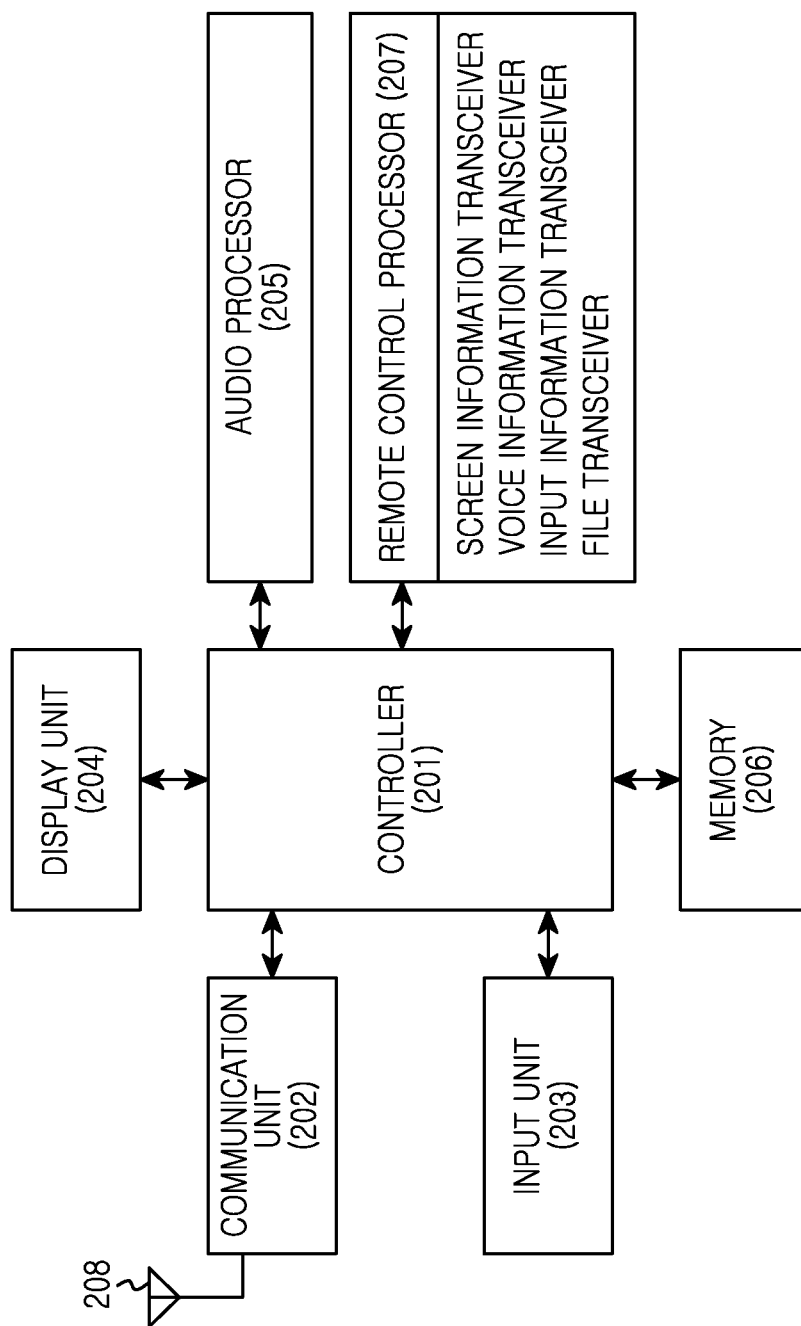 208
COMMUNICATION
UNIT
(202)
INPUT UNIT
(203)
DISPLAY UNIT
(204)
CONTROLLER
(201)
MEMORY
(206)
AUDIO PROCESSOR
(205)
REMOTE CONTROL PROCESSOR (207)
SCREEN INFORMATION TRANSCEIVER
VOICE INFORMATION TRANSCEIVER
INPUT INFORMATION TRANSCEIVER
FILE TRANSCEIVER